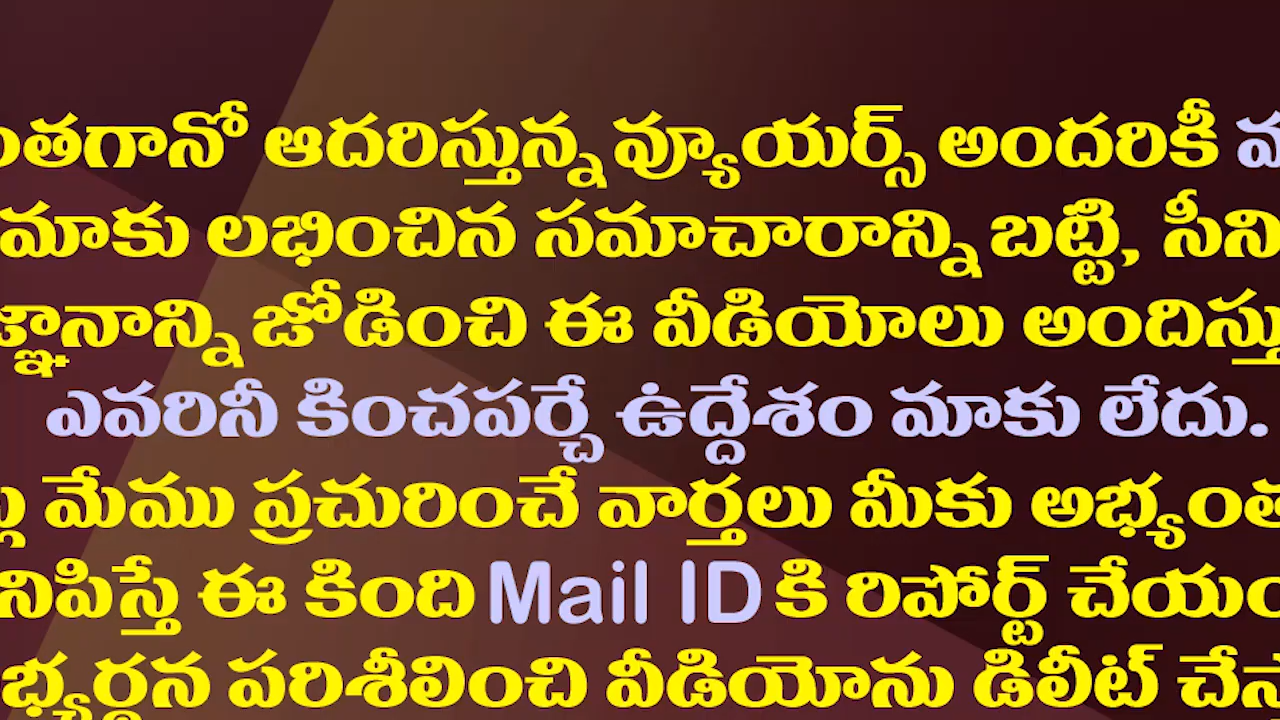 ఆదరిస్తున్న వ్యూయర్స్ అందరికీ
మాకు లభించిన సమాచారాన్ని బట్టి,
జోడించి ఈ వీడియోలు
ఎవరినీ కించపర్చే ఉద్దేశం మాకు లేదు.
మేము ప్రచురించే వార్తలు మీకు
ఈ కింది Mail ID కి రిపోర్ట్
పరిశీలించి వీడియోను డిలీట్